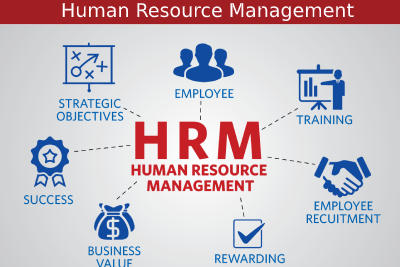 Human Resource Management
EMPLOYEE
STRATEGIC
OBJECTIVES
TRAINING
HRM
HUMAN RESOURCE
MANAGEMENT
SUCCESS
EMPLOYEE
RECUITMENT
BUSINESS
VALUE
REWARDING
$